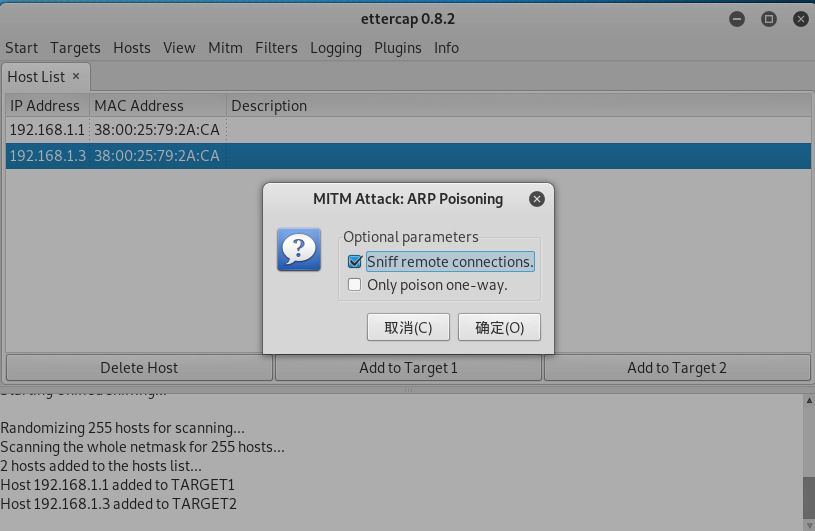 ettercap 0.8.2
Start Targets Hosts View Mitm Filters Logging Plugins Info
Host List ×
IP Address MAC Address Description
192.168.1.1 38:00:25:79:2A:CA
192.168.1.3 38:00:25:79:2A:CA
MITM Attack: ARP Poisoning
Optional parameters
Sniff remote connections.
Only poison one-way.
取消(C) 确定(O)
Delete Host Add to Target 1 Add to Target 2
Randomizing 255 hosts for scanning...
Scanning the whole netmask for 255 hosts...
2 hosts added to the hosts list...
Host 192.168.1.1 added to TARGET1
Host 192.168.1.3 added to TARGET2